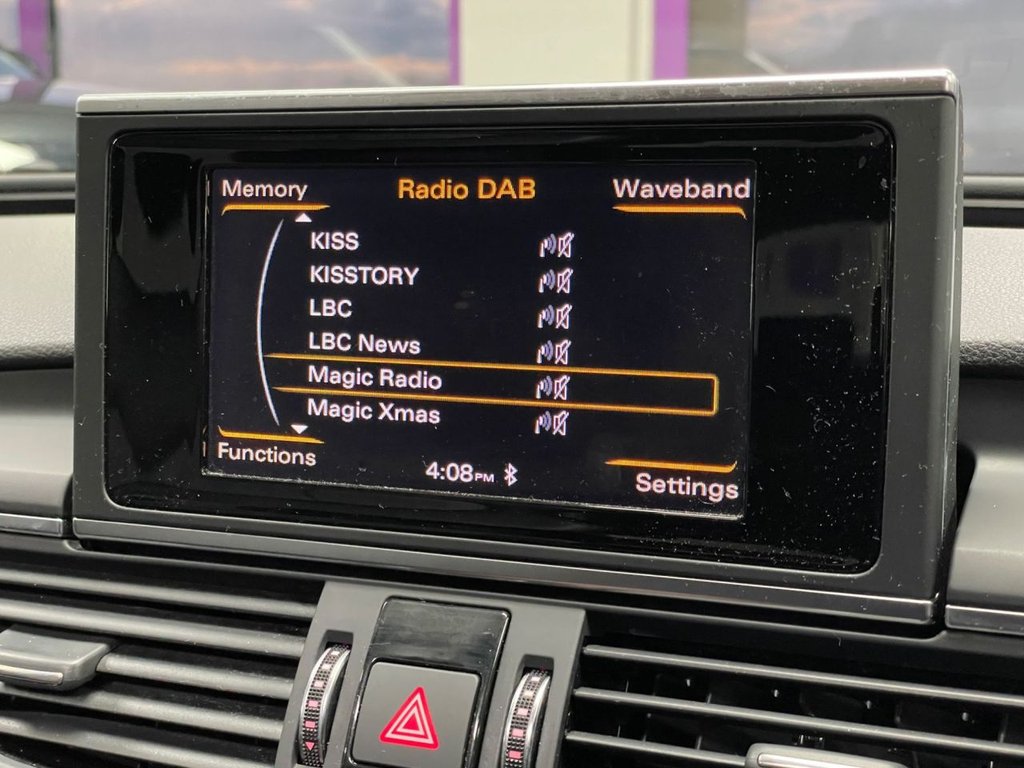 Memory Radio DAB Waveband
KISS
KISSTORY
LBC
LBC News
Magic Radio
Magic Xmas
Functions 4:08PM Settings